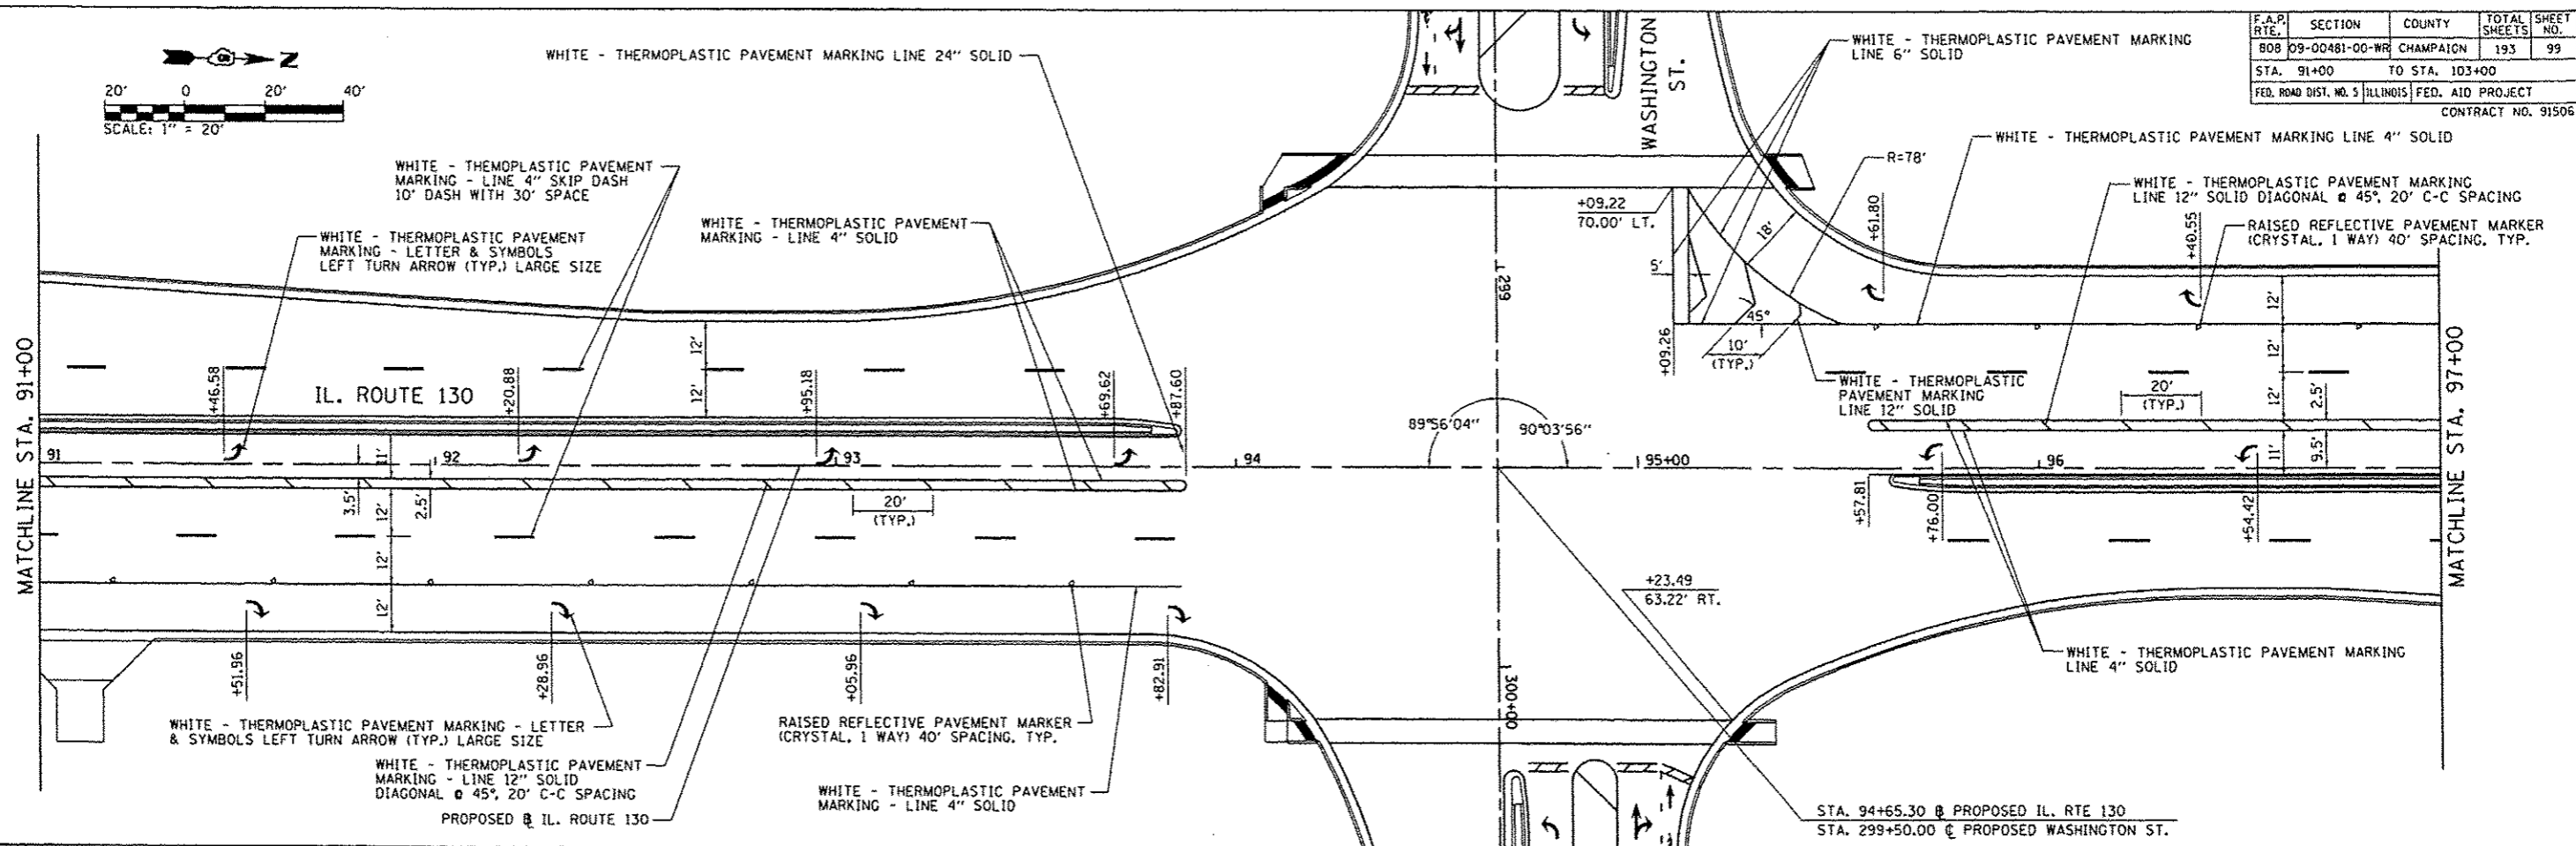 F.A.P. RTE. SECTION COUNTY TOTAL SHEETS SHEET NO.
808 09-00481-00-WR CHAMPAIGN 193 99
STA. 91+00 TO STA. 103+00
FED. ROAD DIST. NO. 5 ILLINOIS FED. AID PROJECT
CONTRACT NO. 91506
N
20' 0 20' 40'
SCALE: 1" = 20'
WHITE - THERMOPLASTIC PAVEMENT MARKING LINE 24" SOLID
WASHINGTON
ST.
WHITE - THERMOPLASTIC PAVEMENT MARKING
LINE 6" SOLID
WHITE - THERMOPLASTIC PAVEMENT MARKING LINE 4" SOLID
R=78'
WHITE - THEMOPLASTIC PAVEMENT
MARKING - LINE 4" SKIP DASH
10' DASH WITH 30' SPACE
WHITE - THERMOPLASTIC PAVEMENT MARKING
LINE 12" SOLID DIAGONAL @ 45°, 20' C-C SPACING
WHITE - THERMOPLASTIC PAVEMENT
MARKING - LINE 4" SOLID
WHITE - THERMOPLASTIC PAVEMENT
MARKING - LETTER & SYMBOLS
LEFT TURN ARROW (TYP.) LARGE SIZE
RAISED REFLECTIVE PAVEMENT MARKER
(CRYSTAL, 1 WAY) 40' SPACING, TYP.
+09.22
70.00' LT.
18'
+61.80
+40.55
5'
299
45°
10'
(TYP.)
+09.26
12'
12'
12'
12'
12'
MATCHLINE STA. 91+00
IL. ROUTE 130
+46.58
+20.88
+95.18
+69.62
+87.60
WHITE - THERMOPLASTIC
PAVEMENT MARKING
LINE 12" SOLID
20'
(TYP.)
2.5'
MATCHLINE STA. 97+00
89°56'04"
90°03'56"
91
11'
92
93
94
95+00
96
11'
9.5'
3.5'
12'
2.5'
20'
(TYP.)
+57.81
+76.00
+54.42
12'
12'
+23.49
63.22' RT.
+51.96
+28.96
+05.96
+82.91
WHITE - THERMOPLASTIC PAVEMENT MARKING
LINE 4" SOLID
300+00
WHITE - THERMOPLASTIC PAVEMENT MARKING - LETTER
& SYMBOLS LEFT TURN ARROW (TYP.) LARGE SIZE
RAISED REFLECTIVE PAVEMENT MARKER
(CRYSTAL, 1 WAY) 40' SPACING, TYP.
WHITE - THERMOPLASTIC PAVEMENT
MARKING - LINE 12" SOLID
DIAGONAL @ 45°, 20' C-C SPACING
WHITE - THERMOPLASTIC PAVEMENT
MARKING - LINE 4" SOLID
PROPOSED ⅊ IL. ROUTE 130
STA. 94+65.30 ⅊ PROPOSED IL. RTE 130
STA. 299+50.00 ℄ PROPOSED WASHINGTON ST.